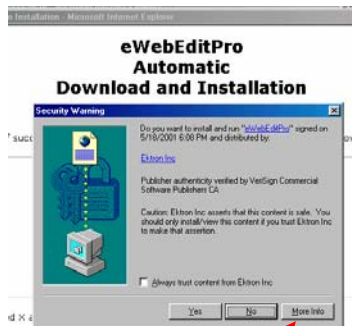 Installation - Microsoft Internet Explorer
eWebEditPro
Automatic
Download and Installation
Security Warning
Do you want to install and run "eWebEditPro" signed on
5/18/2001 6:08 PM and distributed by:
Ektron Inc
Publisher authenticity verified by VeriSign Commercial
Software Publishers CA
Caution: Ektron Inc asserts that this content is safe. You
should only install/view this content if you trust Ektron Inc
to make that assertion.
Always trust content from Ektron Inc
Yes No More Info